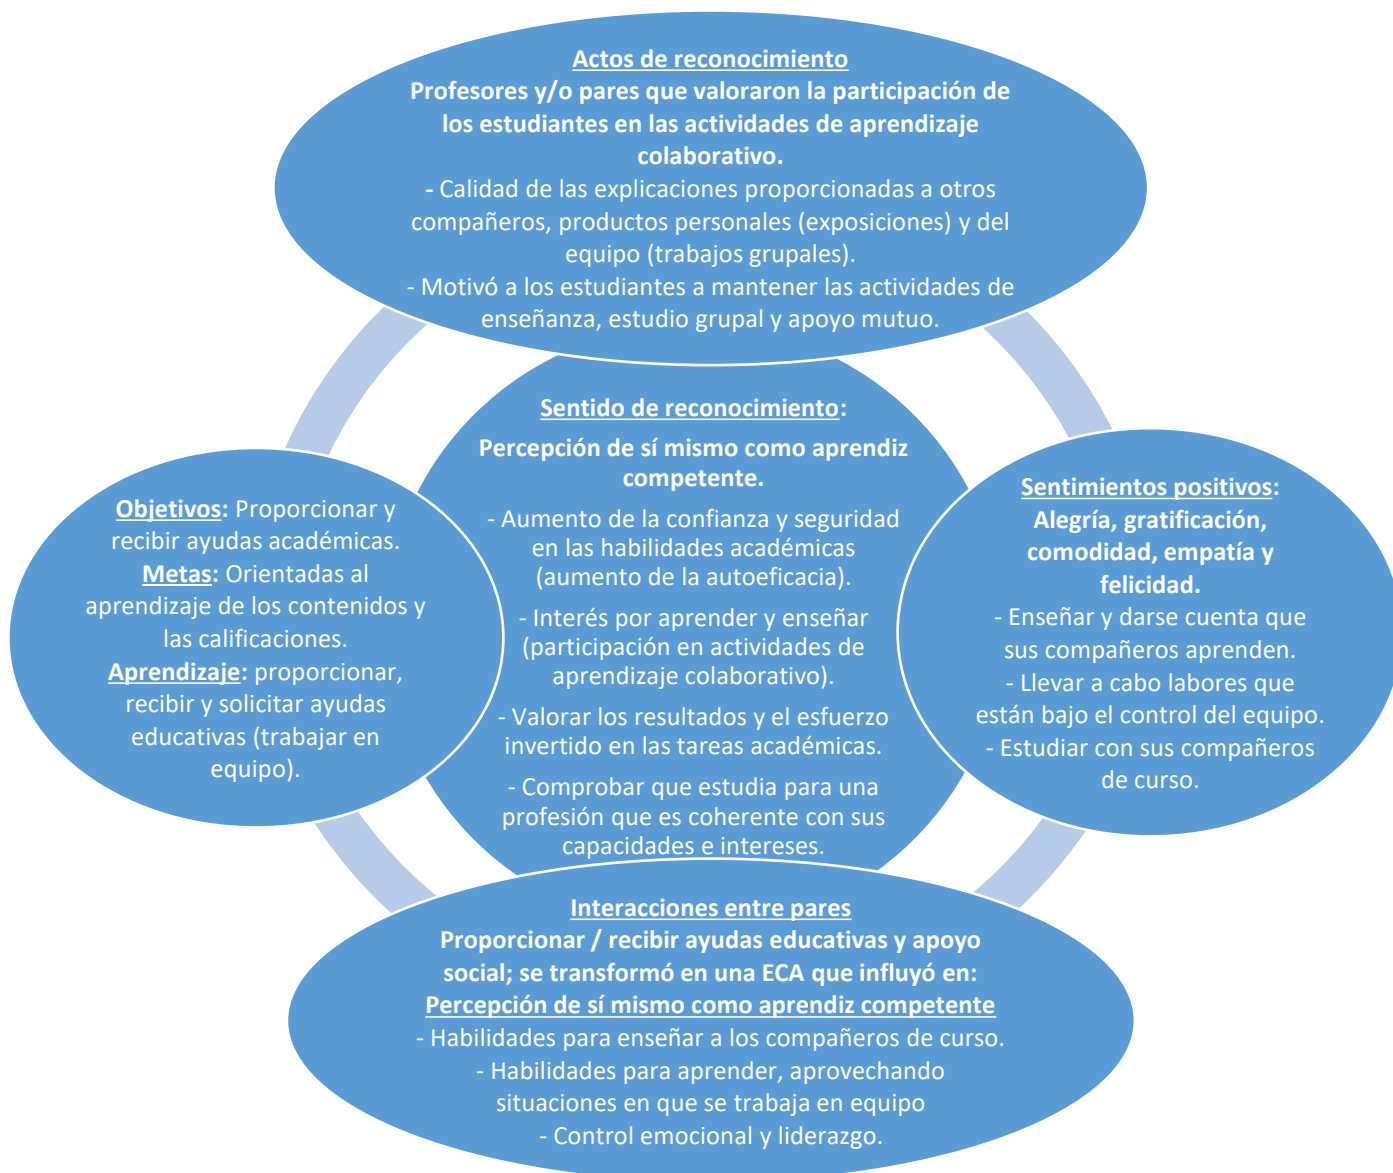 Actos de reconocimiento
Profesores y/o pares que valoraron la participación de
los estudiantes en las actividades de aprendizaje
colaborativo.
- Calidad de las explicaciones proporcionadas a otros
compañeros, productos personales (exposiciones) y del
equipo (trabajos grupales).
- Motivó a los estudiantes a mantener las actividades de
enseñanza, estudio grupal y apoyo mutuo.
Objetivos: Proporcionar y
recibir ayudas académicas.
Metas: Orientadas al
aprendizaje de los contenidos y
las calificaciones.
Aprendizaje: proporcionar,
recibir y solicitar ayudas
educativas (trabajar en
equipo).
Sentido de reconocimiento:
Percepción de sí mismo como aprendiz
competente.
- Aumento de la confianza y seguridad
en las habilidades académicas
(aumento de la autoeficacia).
- Interés por aprender y enseñar
(participación en actividades de
aprendizaje colaborativo).
- Valorar los resultados y el esfuerzo
invertido en las tareas académicas.
- Comprobar que estudia para una
profesión que es coherente con sus
capacidades e intereses.
Sentimientos positivos:
Alegría, gratificación,
comodidad, empatía y
felicidad.
- Enseñar y darse cuenta que
sus compañeros aprenden.
- Llevar a cabo labores que
están bajo el control del equipo.
- Estudiar con sus compañeros
de curso.
Interacciones entre pares
Proporcionar / recibir ayudas educativas y apoyo
social; se transformó en una ECA que influyó en:
Percepción de sí mismo como aprendiz competente
- Habilidades para enseñar a los compañeros de curso.
- Habilidades para aprender, aprovechando
situaciones en que se trabaja en equipo
- Control emocional y liderazgo.